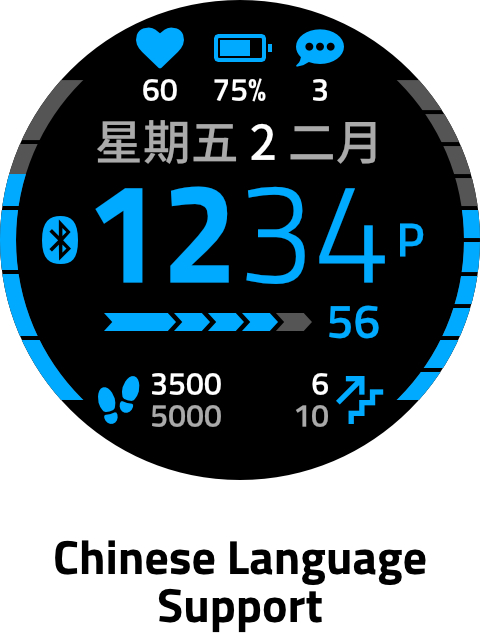 60 75% 3
星期五 2 二月
1234 P
56
3500 6
5000 10
Chinese Language
Support